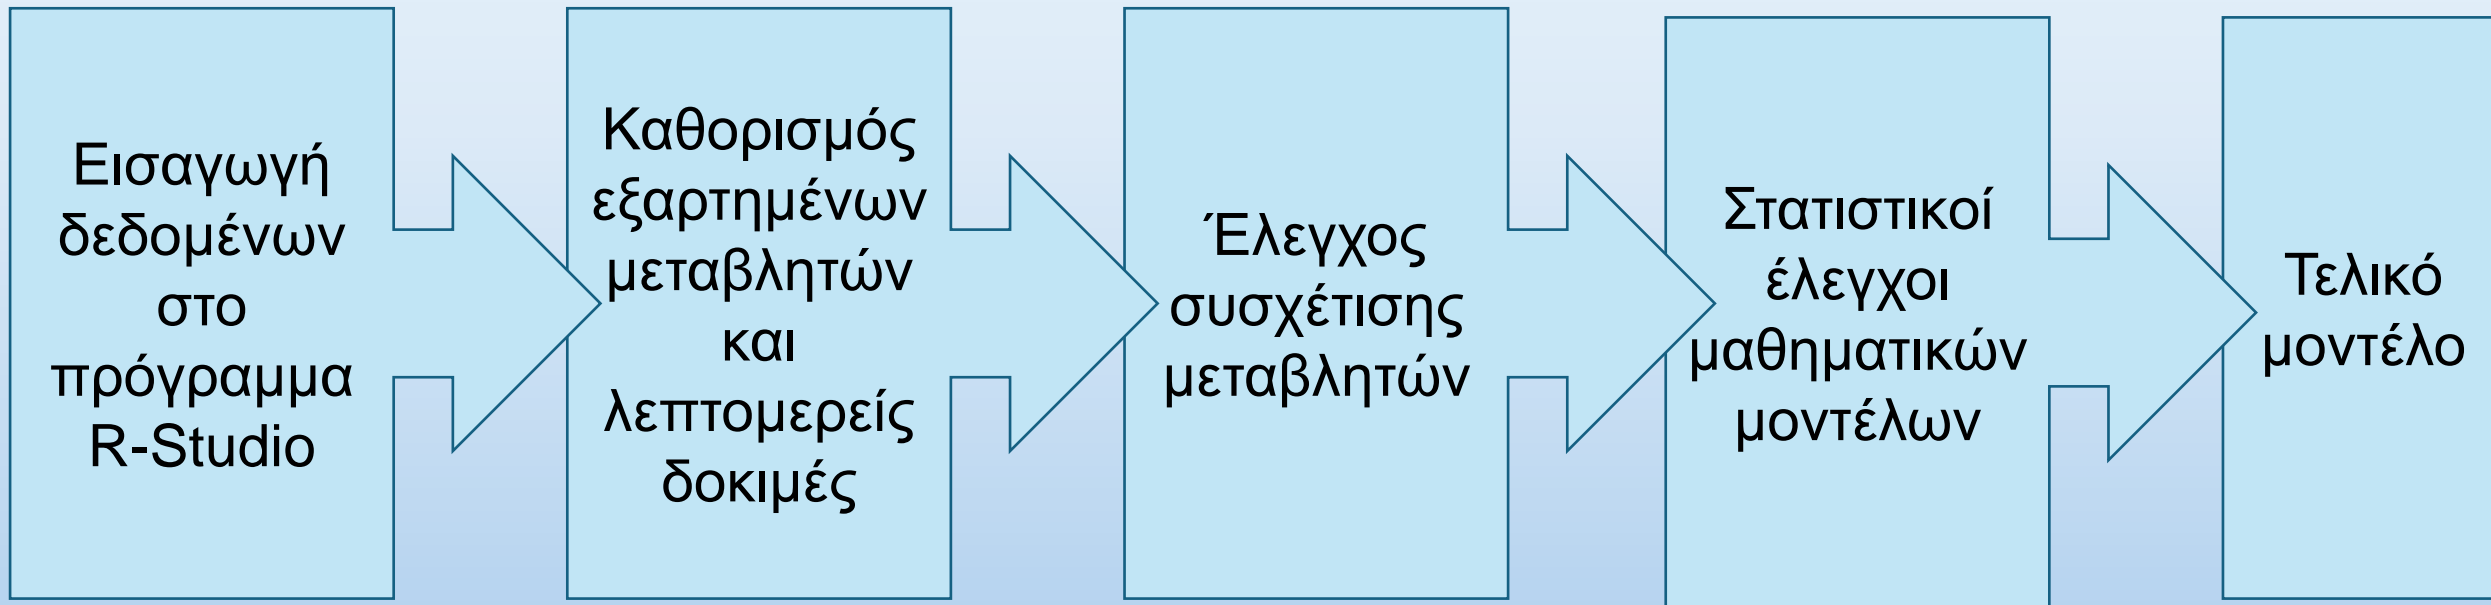 Εισαγωγή
δεδομένων
στο
πρόγραμμα
R-Studio
Καθορισμός
εξαρτημένων
μεταβλητών
και
λεπτομερείς
δοκιμές
Έλεγχος
συσχέτισης
μεταβλητών
Στατιστικοί
έλεγχοι
μαθηματικών
μοντέλων
Τελικό
μοντέλο